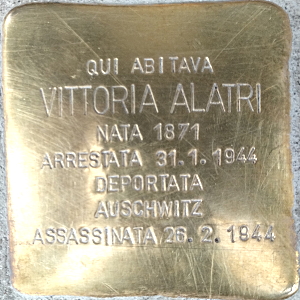 QUI ABITAVA
VITTORIA ALATRI
NATA 1871
ARRESTATA 31.1.1944
DEPORTATA
AUSCHWITZ
ASSASSINATA 26.2.1944